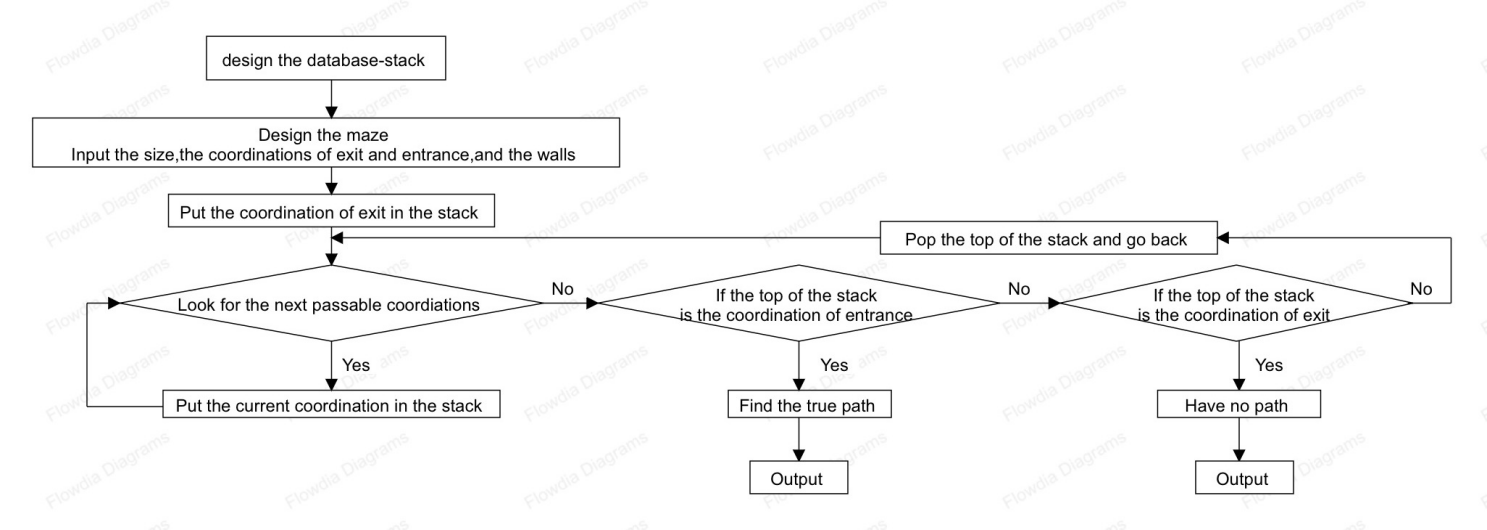 design the database-stack
Design the maze
Input the size,the coordinations of exit and entrance,and the walls
Put the coordination of exit in the stack
Pop the top of the stack and go back
Look for the next passable coordiations
No
If the top of the stack
is the coordination of entrance
No
If the top of the stack
is the coordination of exit
No
Yes
Yes
Yes
Put the current coordination in the stack
Find the true path
Have no path
Output
Output
Flowdia Diagrams